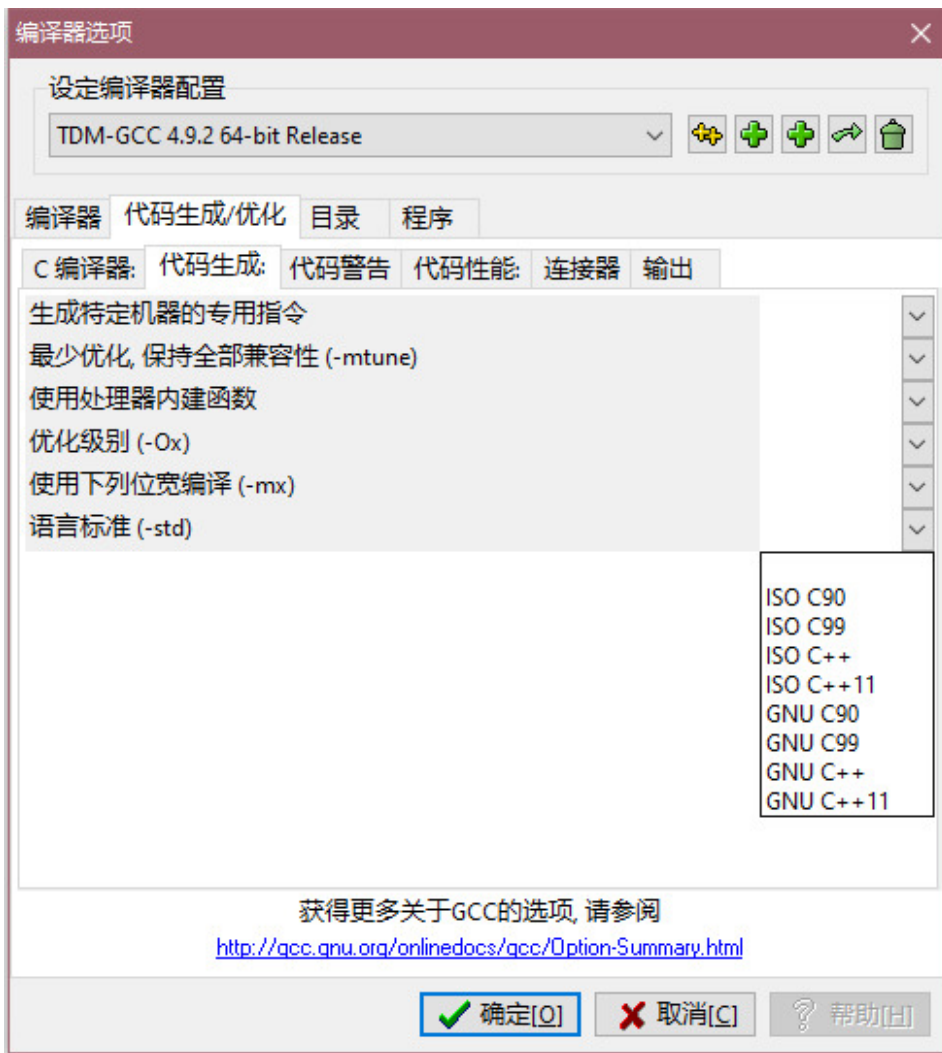 编译器选项
设定编译器配置
TDM-GCC 4.9.2 64-bit Release
编译器 代码生成/优化 目录 程序
C 编译器: 代码生成: 代码警告 代码性能: 连接器 输出
生成特定机器的专用指令
最少优化, 保持全部兼容性 (-mtune)
使用处理器内建函数
优化级别 (-Ox)
使用下列位宽编译 (-mx)
语言标准 (-std)
ISO C90
ISO C99
ISO C++
ISO C++11
GNU C90
GNU C99
GNU C++
GNU C++11
获得更多关于GCC的选项, 请参阅
http://gcc.gnu.org/onlinedocs/gcc/Option-Summary.html
确定[O] 取消[C] 帮助[H]